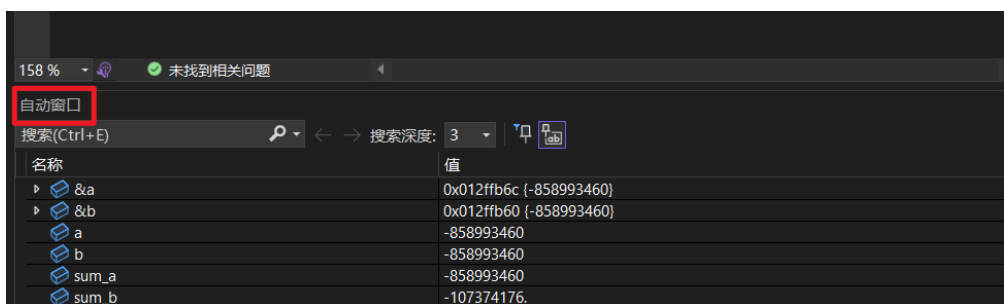 158 % 未找到相关问题
自动窗口
搜索(Ctrl+E) 搜索深度: 3
名称 值
&a 0x012ffb6c {-858993460}
&b 0x012ffb60 {-858993460}
a -858993460
b -858993460
sum_a -858993460
sum_b -107374176.